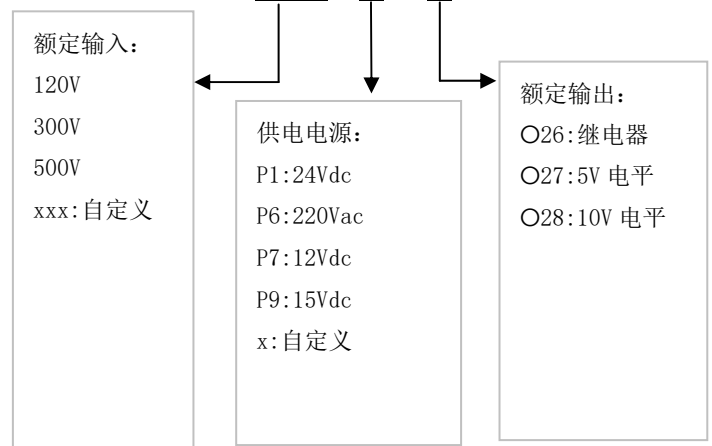 额定输入：
120V
300V
500V
xxx:自定义
供电电源：
P1:24Vdc
P6:220Vac
P7:12Vdc
P9:15Vdc
x:自定义
额定输出：
O26:继电器
O27:5V 电平
O28:10V 电平